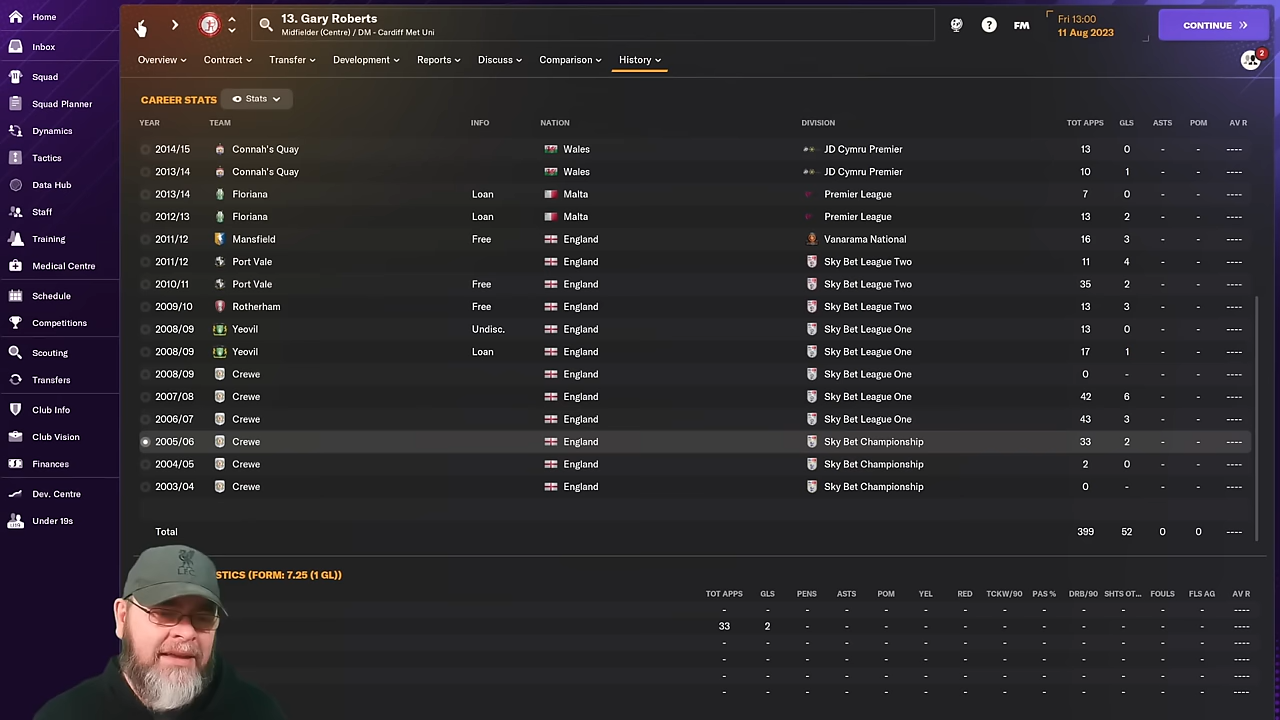 Home
13. Gary Roberts
Midfielder (Centre) / DM - Cardiff Met Uni
FM
Fri 13:00
11 Aug 2023
CONTINUE
2
Inbox
Overview Contract Transfer Development Reports Discuss Comparison History
Squad
Squad Planner
Dynamics
Tactics
Data Hub
Staff
Training
Medical Centre
Schedule
Competitions
Scouting
Transfers
Club Info
Club Vision
Finances
Dev. Centre
Under 19s
CAREER STATS Stats
YEAR TEAM INFO NATION DIVISION TOT APPS GLS ASTS POM AV R
2014/15 Connah's Quay Wales JD Cymru Premier 13 0 - - ----
2013/14 Connah's Quay Wales JD Cymru Premier 10 1 - - ----
2013/14 Floriana Loan Malta Premier League 7 0 - - ----
2012/13 Floriana Loan Malta Premier League 13 2 - - ----
2011/12 Mansfield Free England Vanarama National 16 3 - - ----
2011/12 Port Vale England Sky Bet League Two 11 4 - - ----
2010/11 Port Vale Free England Sky Bet League Two 35 2 - - ----
2009/10 Rotherham Free England Sky Bet League Two 13 3 - - ----
2008/09 Yeovil Undisc. England Sky Bet League One 13 0 - - ----
2008/09 Yeovil Loan England Sky Bet League One 17 1 - - ----
2008/09 Crewe England Sky Bet League One 0 - - - ----
2007/08 Crewe England Sky Bet League One 42 6 - - ----
2006/07 Crewe England Sky Bet League One 43 3 - - ----
2005/06 Crewe England Sky Bet Championship 33 2 - - ----
2004/05 Crewe England Sky Bet Championship 2 0 - - ----
2003/04 Crewe England Sky Bet Championship 0 - - - ----
Total 399 52 0 0 ----
STICS (FORM: 7.25 (1 GL))
TOT APPS GLS PENS ASTS POM YEL RED TCKW/90 PAS % DRB/90 SHTS OT... FOULS FLS AG AV R
- - - - - - - - - - - - - ----
33 2 - - - - - - - - - - - ----
- - - - - - - - - - - - - ----
- - - - - - - - - - - - - ----
- - - - - - - - - - - - - ----
- - - - - - - - - - - - - ----
LFC